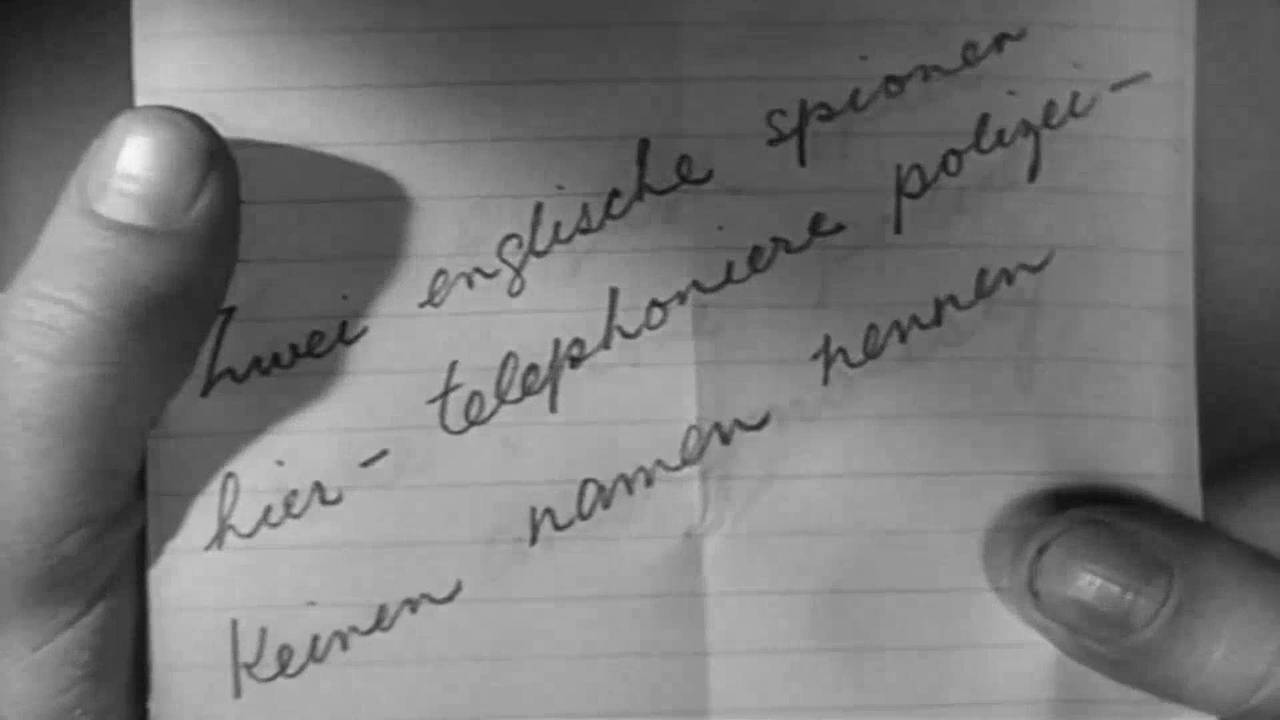 Zwei englische spionen
hier - telephoniere polizei -
Keinen namen nennen